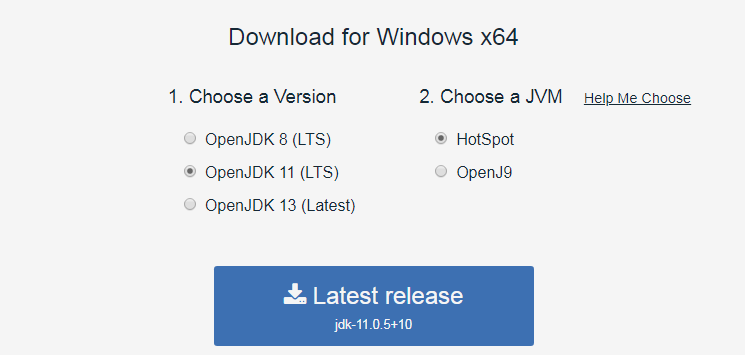 Download for Windows x64
1. Choose a Version
OpenJDK 8 (LTS)
OpenJDK 11 (LTS)
OpenJDK 13 (Latest)
2. Choose a JVM Help Me Choose
HotSpot
OpenJ9
Latest release
jdk-11.0.5+10